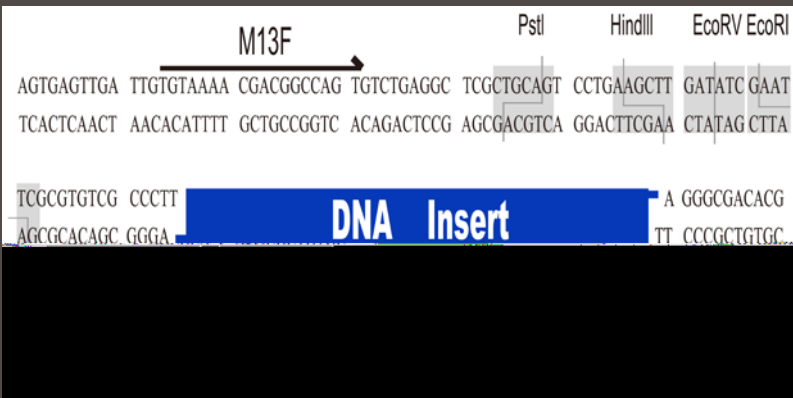 M13F PstI HindIII EcoRV EcoRI
AGTGAGTTGA TTGTGTAAAA CGACGGCCAG TGTCTGAGGC TCGCTGCAGT CCTGAAGCTT GATATC GAAT
TCACTCAACT AACACATTTT GCTGCCGGTC ACAGACTCCG AGCGACGTCA GGACTTCGAA CTATAG CTTA
TCGCGTGTCG CCCTT DNA Insert A GGGCGACACG
AGCGCACAGC GGGA TT CCCGCTGTGC